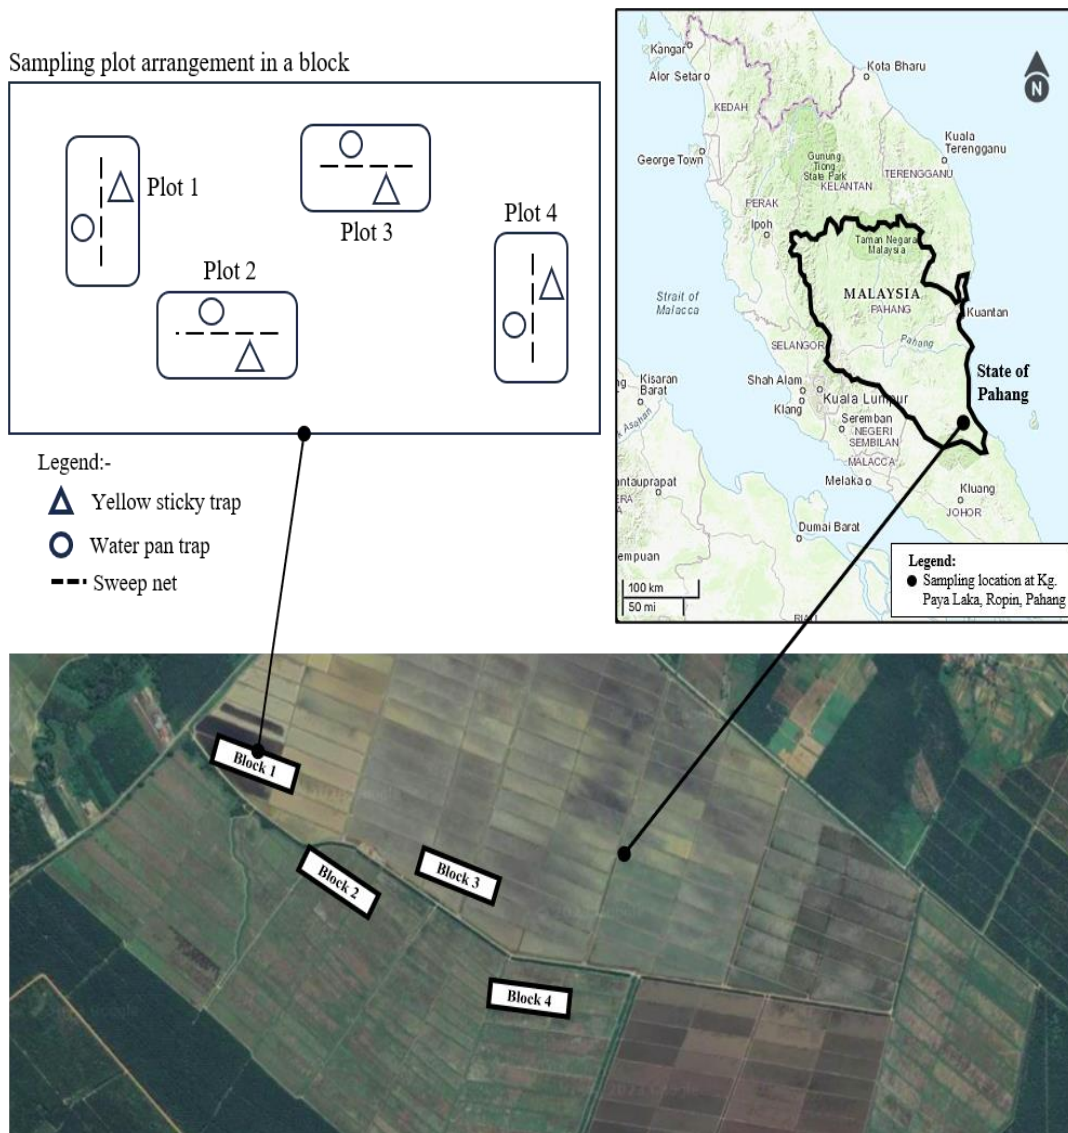 Sampling plot arrangement in a block
Plot 1
Plot 3
Plot 4
Plot 2
Legend:-
Yellow sticky trap
Water pan trap
Sweep net
Kangar
Kota Bharu
Alor Setar
KEDAH
N
George Town
Kuala
Terengganu
Gunung
Tiong
State Park
KELANTAN
TERENGGANU
PERAK
Ipoh
Taman Negara
Malaysia
Strait of
Malacca
MALAYSIA
PAHANG
Kuantan
Pahang
SELANGOR
State of
Pahang
Kisaran
Barat
Shah Alam
Kuala Lumpur
Klang
Seremban
NEGERI
SEMBILAN
Asahan
MALACCA
Melaka
Kluang
JOHOR
antauprapat
Dumai Barat
empuan
100 km
50 mi
Legend:
Sampling location at Kg.
Paya Laka, Ropin, Pahang
Block 1
Block 2
Block 3
Block 4